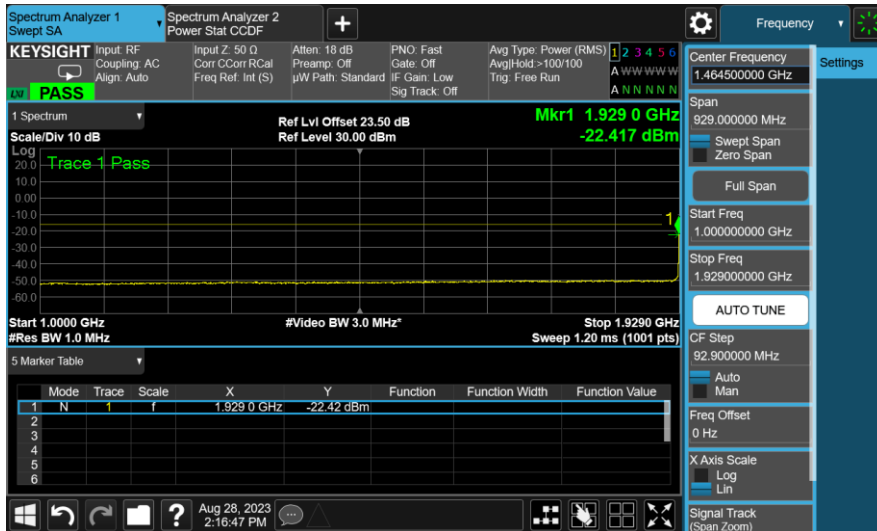 Spectrum Analyzer 1
Swept SA
Spectrum Analyzer 2
Power Stat CCDF
+
Frequency
KEYSIGHT
Input: RF
Coupling: AC
Align: Auto
Input Z: 50 Ω
Corr CCorr RCal
Freq Ref: Int (S)
Atten: 18 dB
Preamp: Off
µW Path: Standard
PNO: Fast
Gate: Off
IF Gain: Low
Sig Track: Off
Avg Type: Power (RMS)
Avg|Hold:>100/100
Trig: Free Run
1 2 3 4 5 6
A W W W W W
A N N N N N
LXI
PASS
1 Spectrum
Scale/Div 10 dB
Ref Lvl Offset 23.50 dB
Ref Level 30.00 dBm
Mkr1 1.929 0 GHz
-22.417 dBm
Log
Trace 1 Pass
20.0
10.0
0.00
-10.0
-20.0
-30.0
-40.0
-50.0
-60.0
1
Start 1.0000 GHz
#Video BW 3.0 MHz*
Stop 1.9290 GHz
#Res BW 1.0 MHz
Sweep 1.20 ms (1001 pts)
5 Marker Table
Mode Trace Scale X Y Function Function Width Function Value
1 N 1 f 1.929 0 GHz -22.42 dBm
2
3
4
5
6
Aug 28, 2023
2:16:47 PM
?
Center Frequency
1.464500000 GHz
Settings
Span
929.000000 MHz
Swept Span
Zero Span
Full Span
Start Freq
1.000000000 GHz
Stop Freq
1.929000000 GHz
AUTO TUNE
CF Step
92.900000 MHz
Auto
Man
Freq Offset
0 Hz
X Axis Scale
Log
Lin
Signal Track
(Span Zoom)